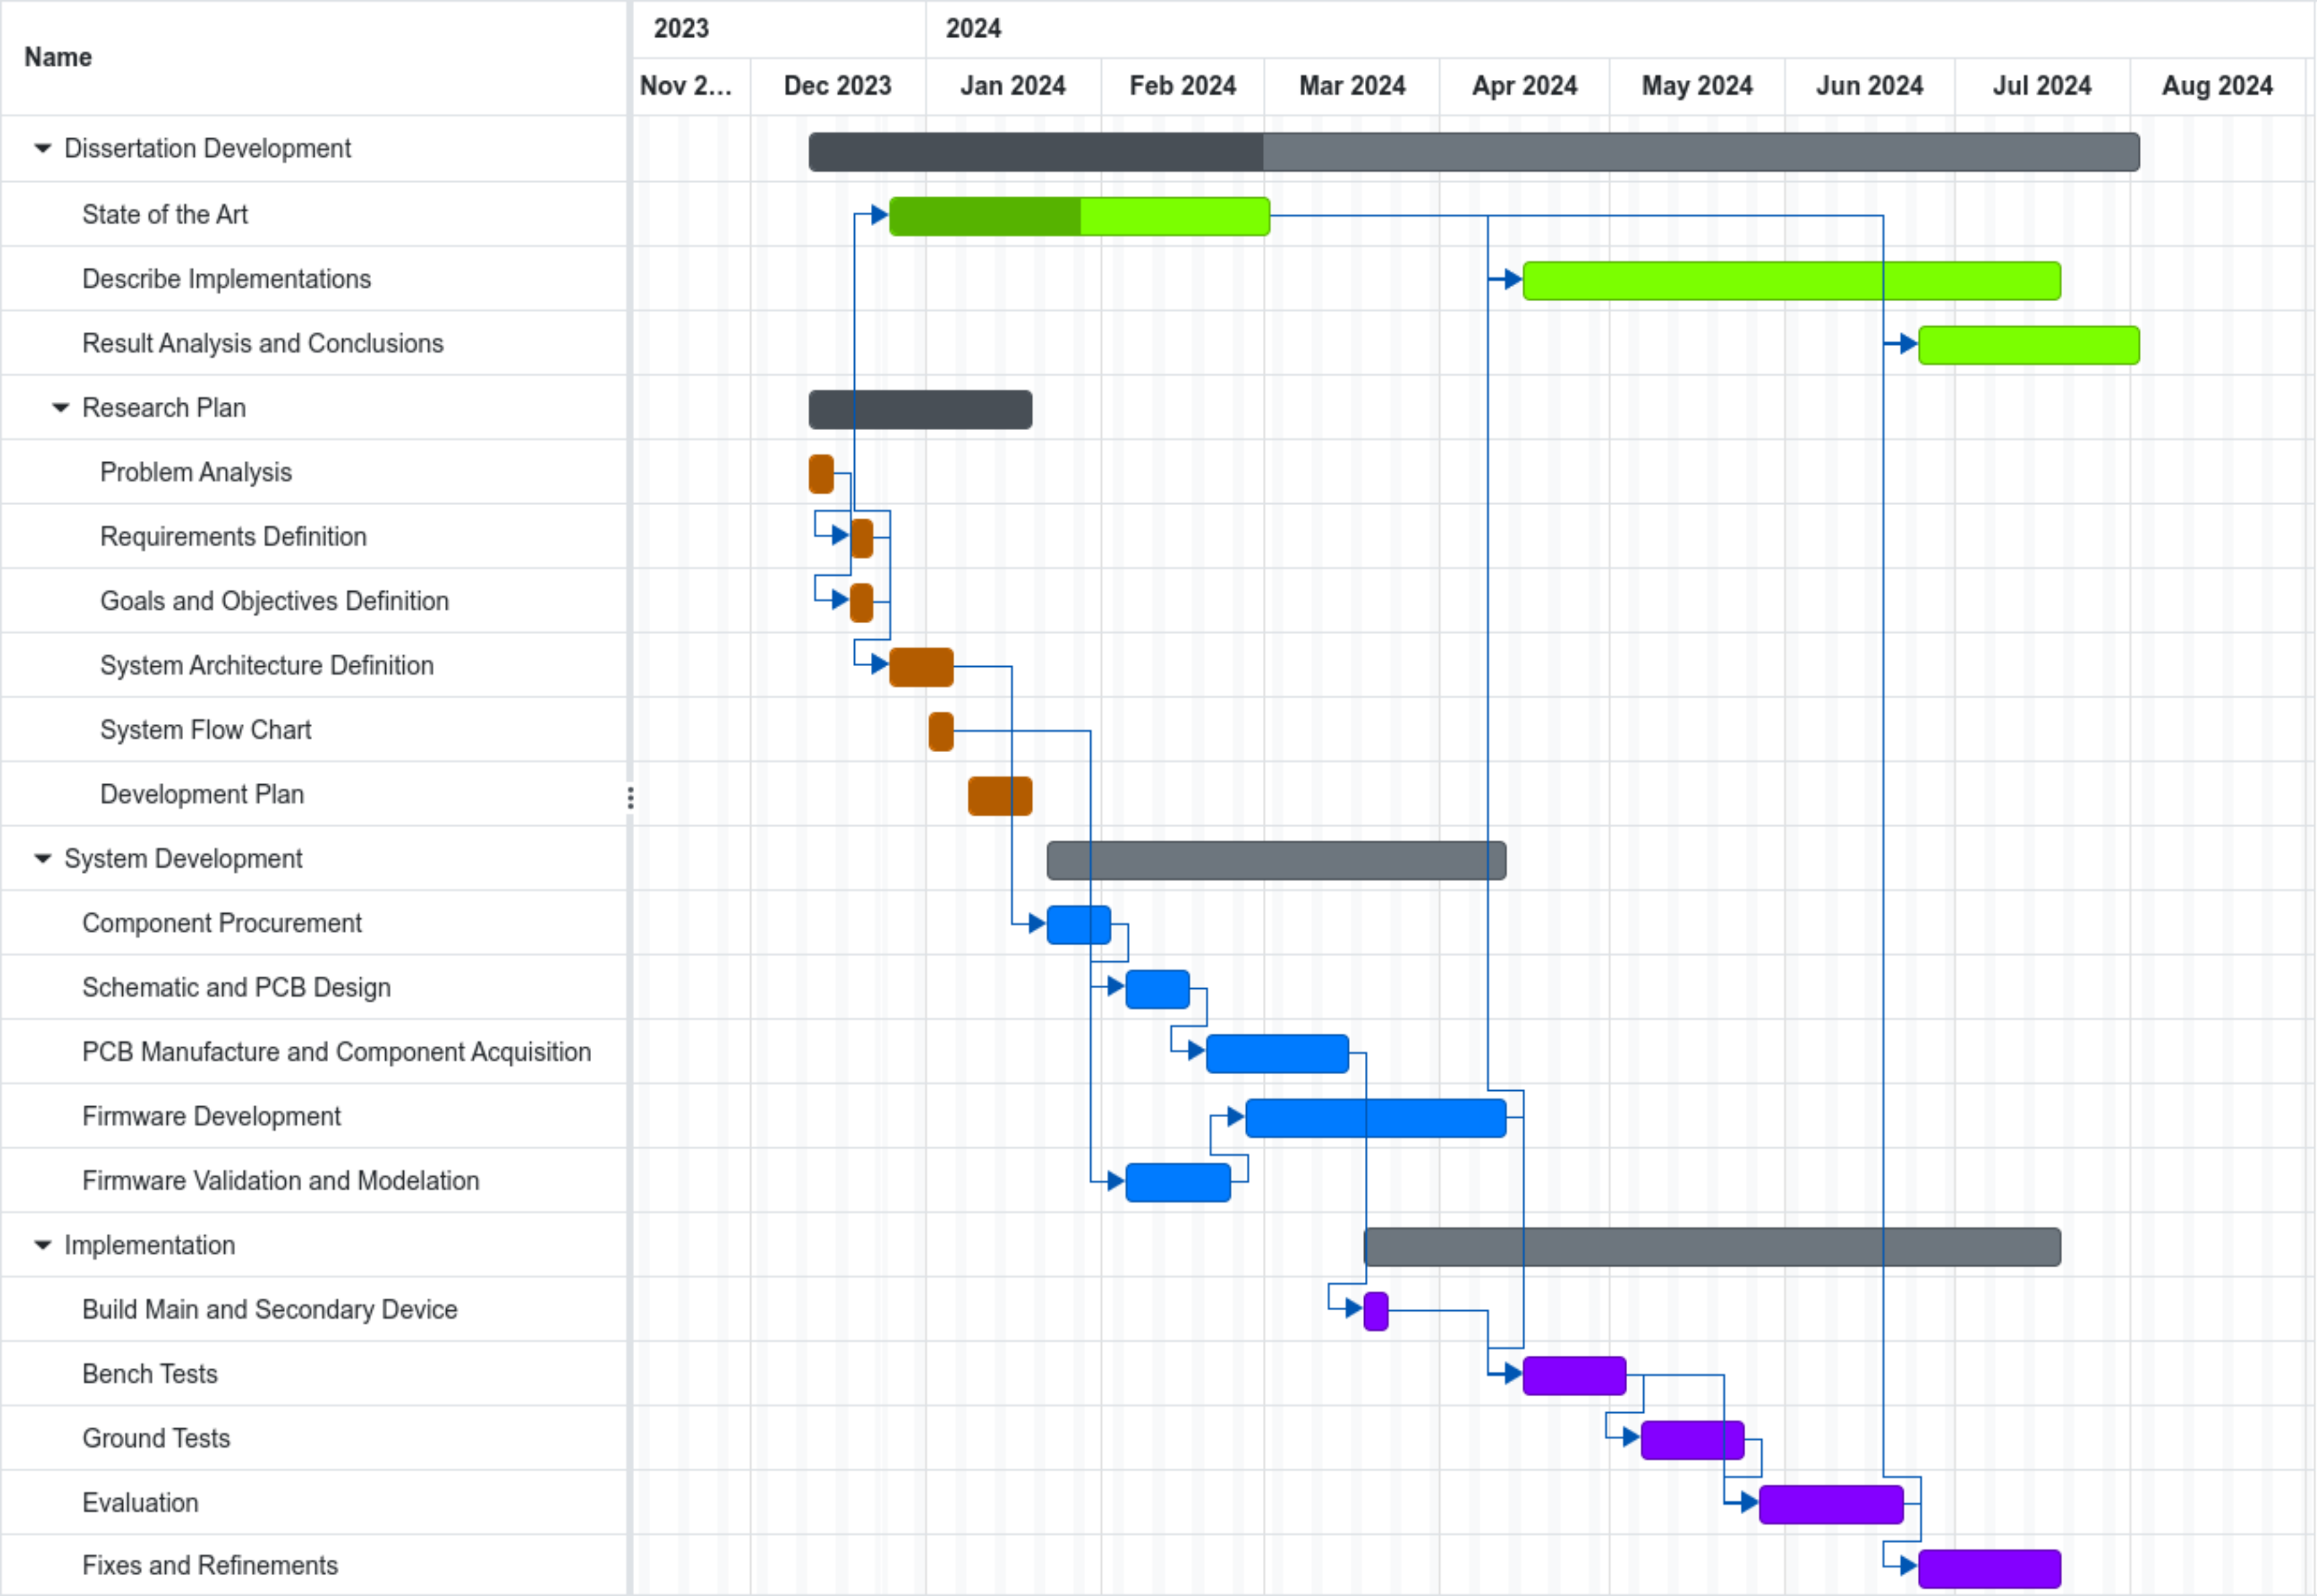 Name
2023
2024
Nov 2...
Dec 2023
Jan 2024
Feb 2024
Mar 2024
Apr 2024
May 2024
Jun 2024
Jul 2024
Aug 2024
Dissertation Development
State of the Art
Describe Implementations
Result Analysis and Conclusions
Research Plan
Problem Analysis
Requirements Definition
Goals and Objectives Definition
System Architecture Definition
System Flow Chart
Development Plan
System Development
Component Procurement
Schematic and PCB Design
PCB Manufacture and Component Acquisition
Firmware Development
Firmware Validation and Modelation
Implementation
Build Main and Secondary Device
Bench Tests
Ground Tests
Evaluation
Fixes and Refinements